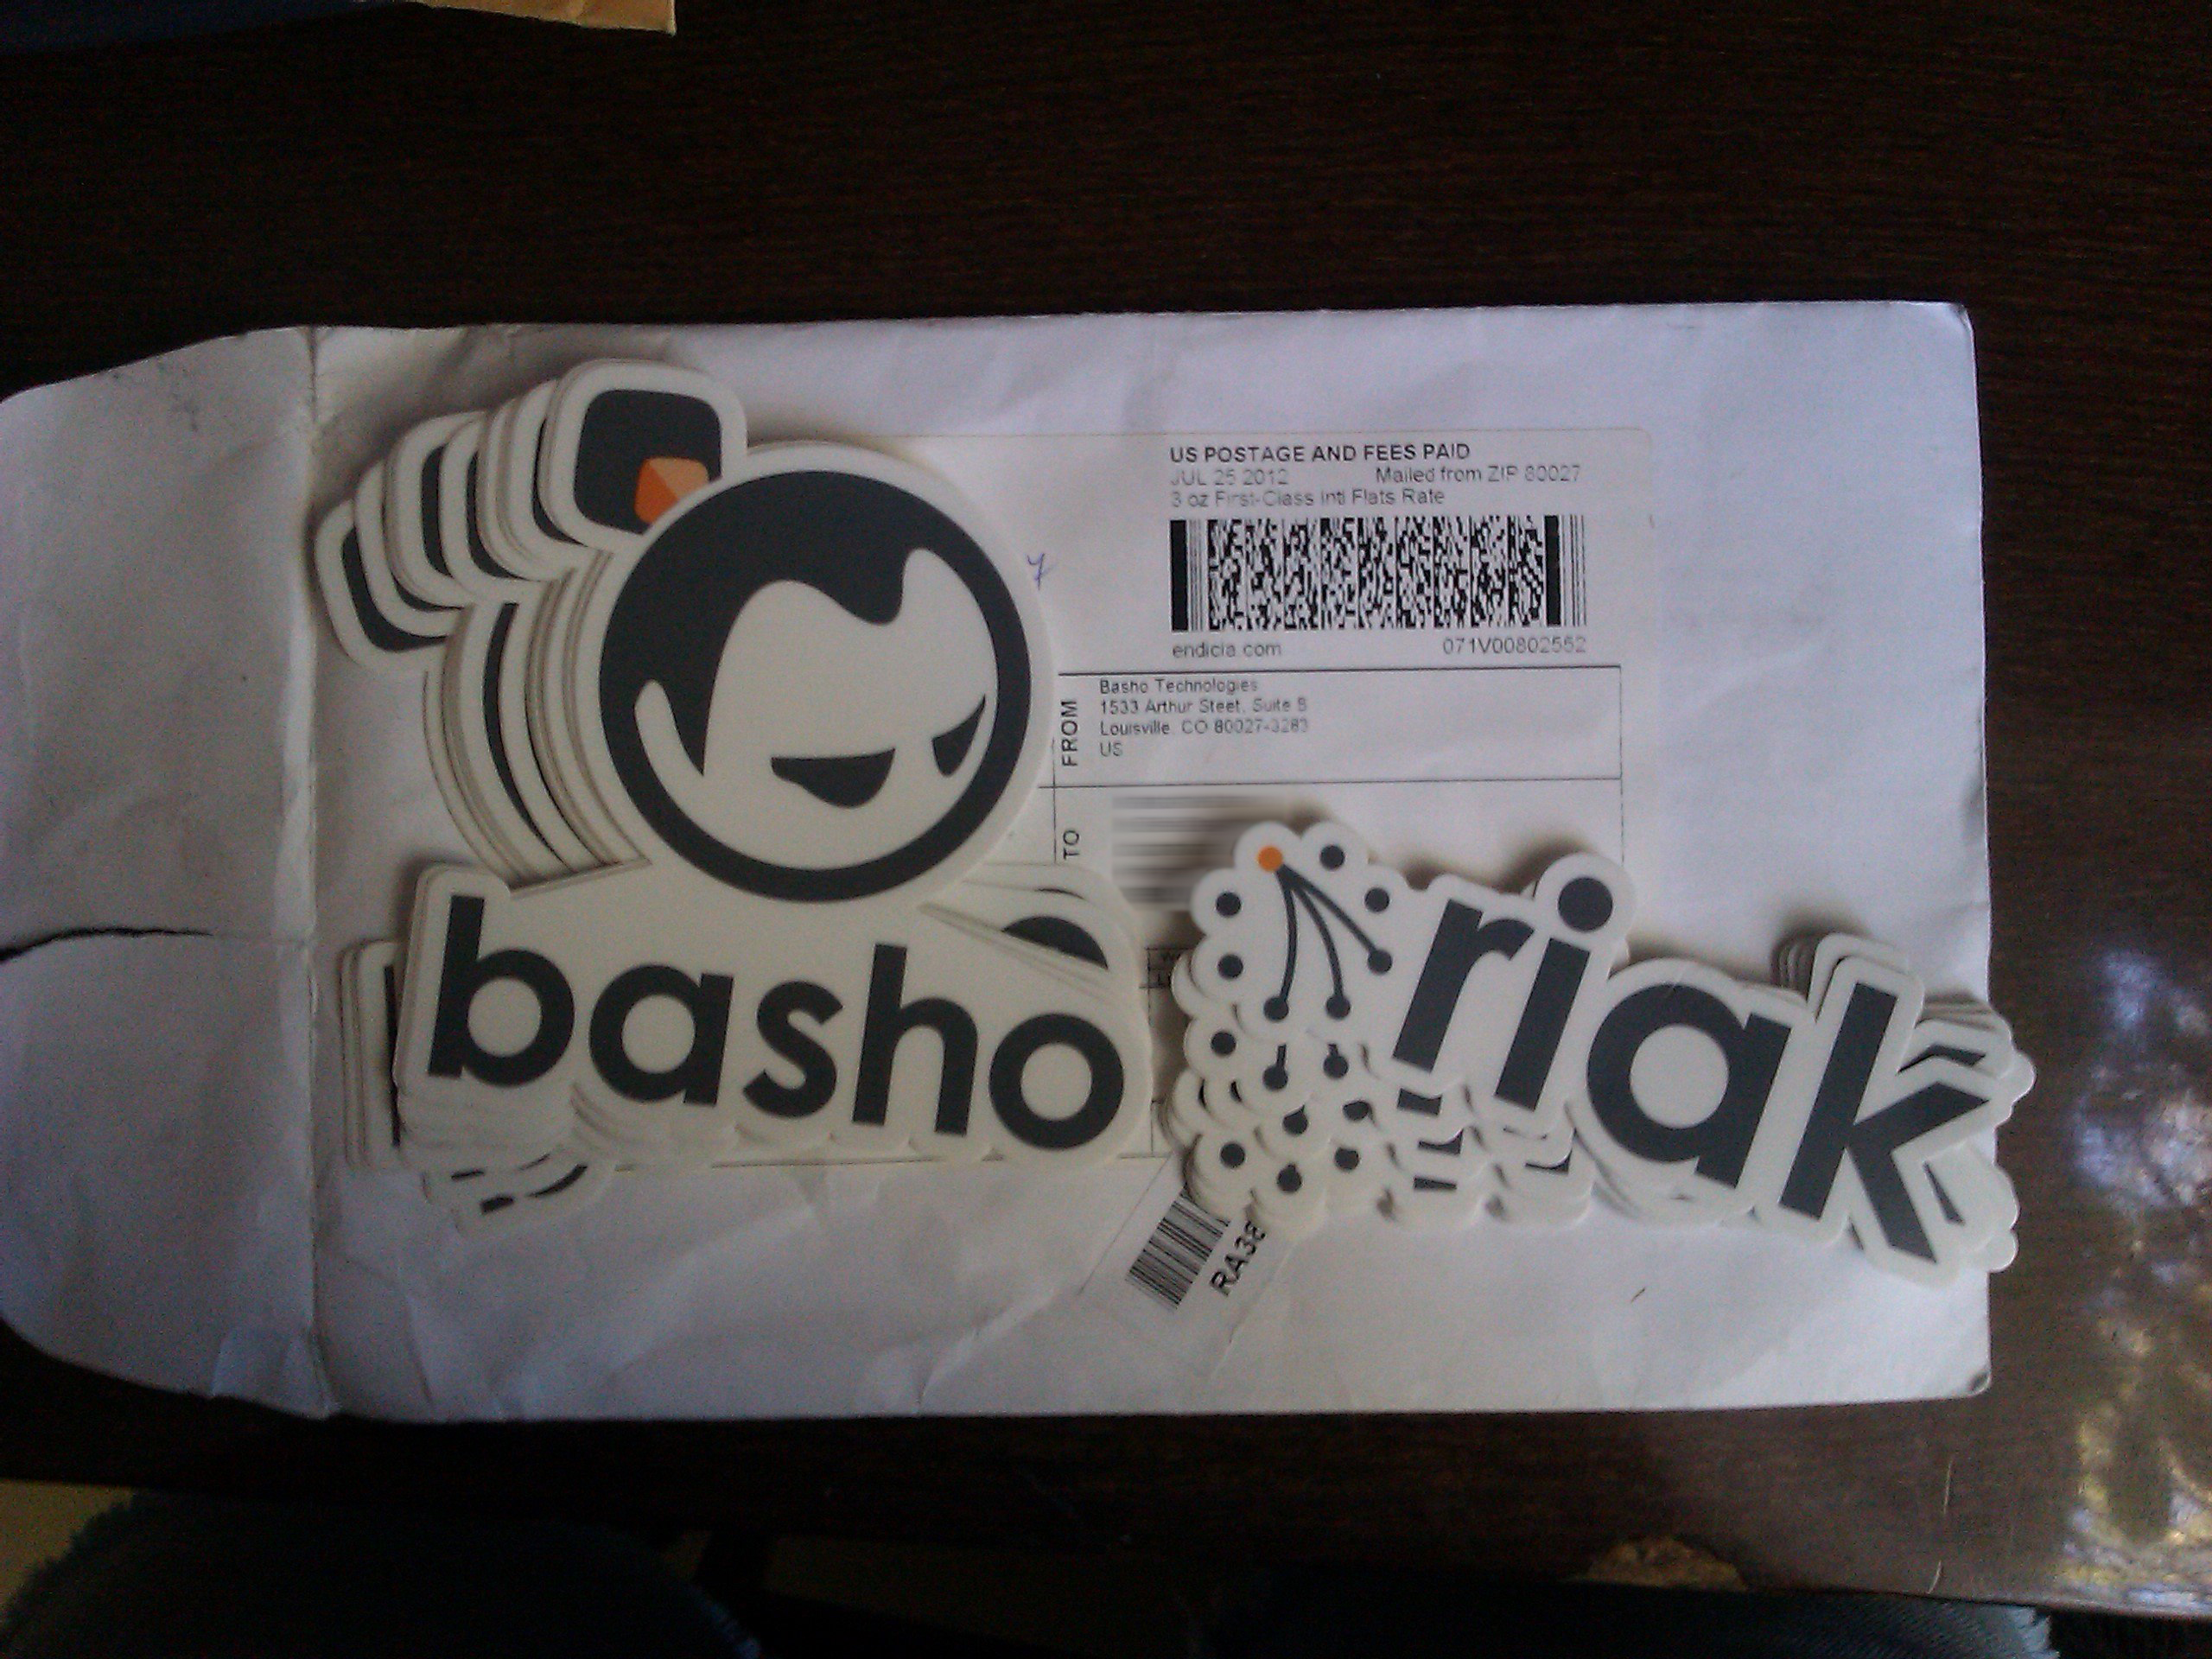 US POSTAGE AND FEES PAID
JUL 25 2012 Mailed from ZIP 80027
3 oz First-Class Intl Flats Rate
endicia.com 071V00802552
FROM
Basho Technologies
1533 Arthur Steet, Suite B
Louisville, CO 80027-3283
US
TO
basho
riak
RA38